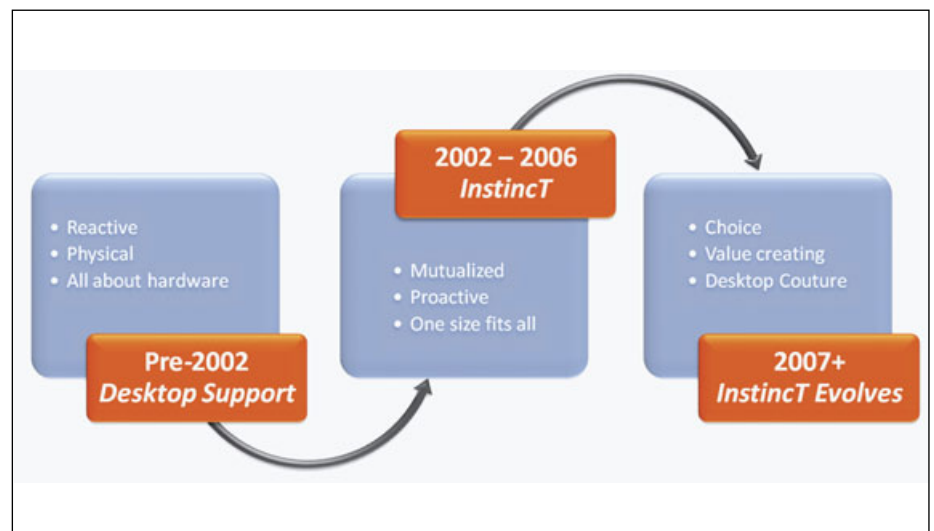 • Reactive
• Physical
• All about hardware
Pre-2002
Desktop Support
2002 – 2006
InstincT
• Mutualized
• Proactive
• One size fits all
• Choice
• Value creating
• Desktop Couture
2007+
InstincT Evolves